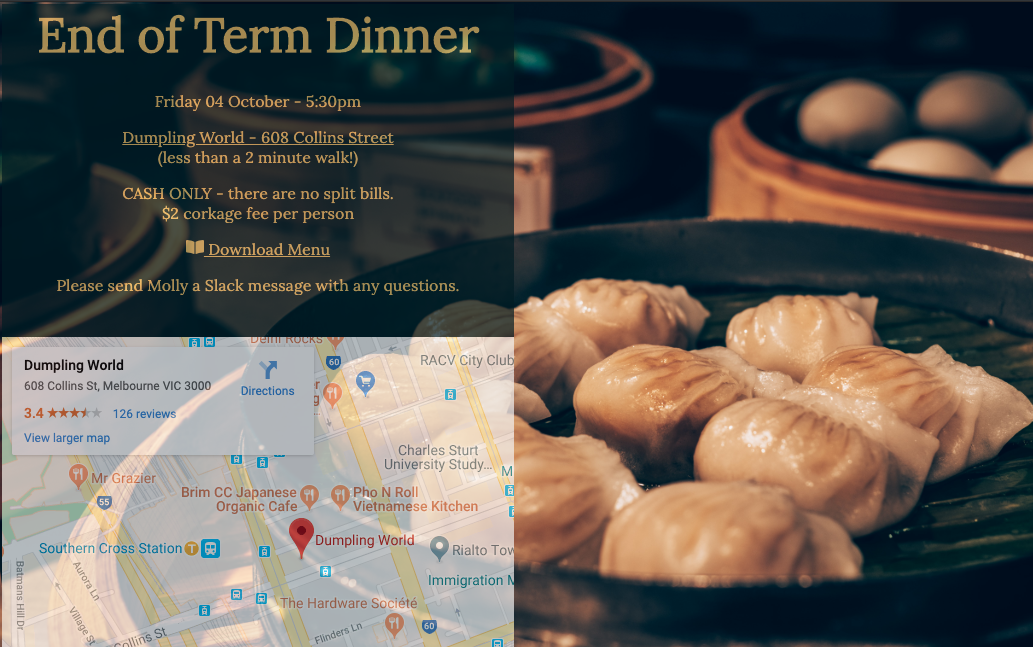 End of Term Dinner
Friday 04 October - 5:30pm
Dumpling World - 608 Collins Street
(less than a 2 minute walk!)
CASH ONLY - there are no split bills.
$2 corkage fee per person
Download Menu
Please send Molly a Slack message with any questions.
Delhi Rocks
Dumpling World
608 Collins St, Melbourne VIC 3000
Directions
3.4
126 reviews
View larger map
60
RACV City Club
Charles Sturt
University Study...
Mr Grazier
55
Brim CC Japanese
Organic Cafe
Pho N Roll
Vietnamese Kitchen
Southern Cross Station
T
Dumpling World
Rialto Tow
Immigration M
Batmans Hill Dr
Aurora Ln
Village St
The Hardware Société
Collins St
Flinders Ln
60